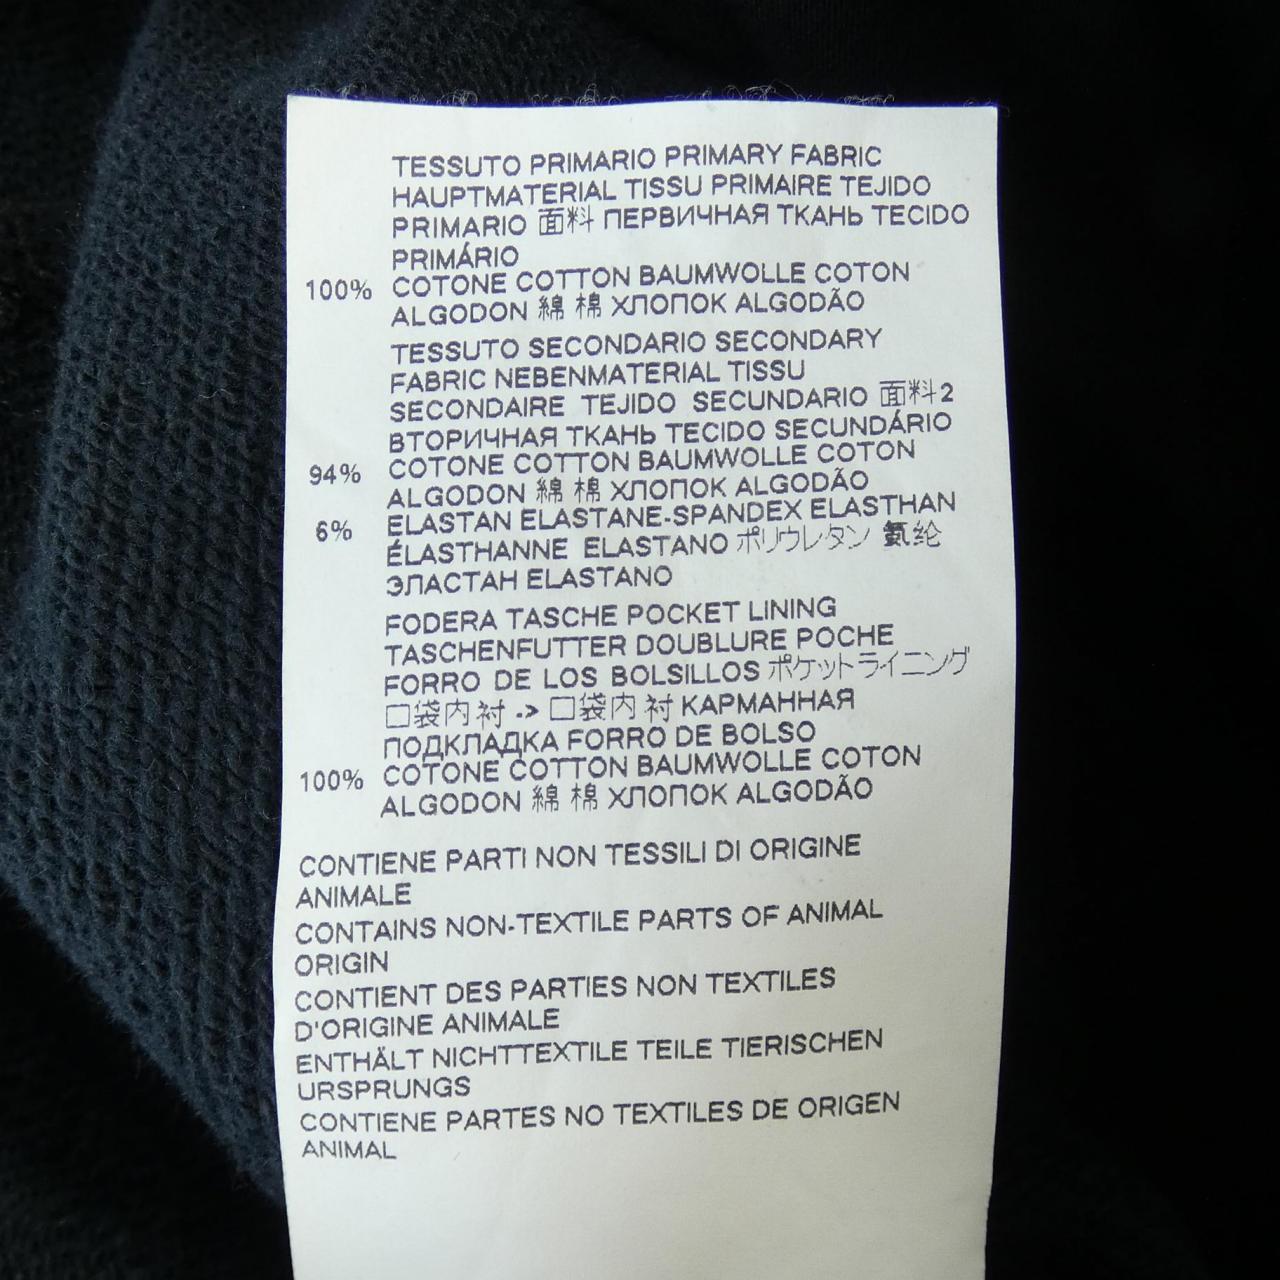 TESSUTO PRIMARIO PRIMARY FABRIC
HAUPTMATERIAL TISSU PRIMAIRE TEJIDO
PRIMARIO 面料 ПЕРВИЧНАЯ ТКАНЬ TECIDO
PRIMÁRIO
100% COTONE COTTON BAUMWOLLE COTON
ALGODON 綿 棉 ХЛОПОК ALGODÃO
TESSUTO SECONDARIO SECONDARY
FABRIC NEBENMATERIAL TISSU
SECONDAIRE TEJIDO SECUNDARIO 面料2
ВТОРИЧНАЯ ТКАНЬ TECIDO SECUNDÁRIO
94% COTONE COTTON BAUMWOLLE COTON
ALGODON 綿 棉 ХЛОПОК ALGODÃO
6% ELASTAN ELASTANE-SPANDEX ELASTHAN
ÉLASTHANNE ELASTANO ポリウレタン 氨纶
ЭЛАСТАН ELASTANO
FODERA TASCHE POCKET LINING
TASCHENFUTTER DOUBLURE POCHE
FORRO DE LOS BOLSILLOS ポケットライニング
口袋内衬 -> 口袋内衬 КАРМАННАЯ
ПОДКЛАДКА FORRO DE BOLSO
100% COTONE COTTON BAUMWOLLE COTON
ALGODON 綿 棉 ХЛОПОК ALGODÃO
CONTIENE PARTI NON TESSILI DI ORIGINE
ANIMALE
CONTAINS NON-TEXTILE PARTS OF ANIMAL
ORIGIN
CONTIENT DES PARTIES NON TEXTILES
D'ORIGINE ANIMALE
ENTHÄLT NICHTTEXTILE TEILE TIERISCHEN
URSPRUNGS
CONTIENE PARTES NO TEXTILES DE ORIGEN
ANIMAL